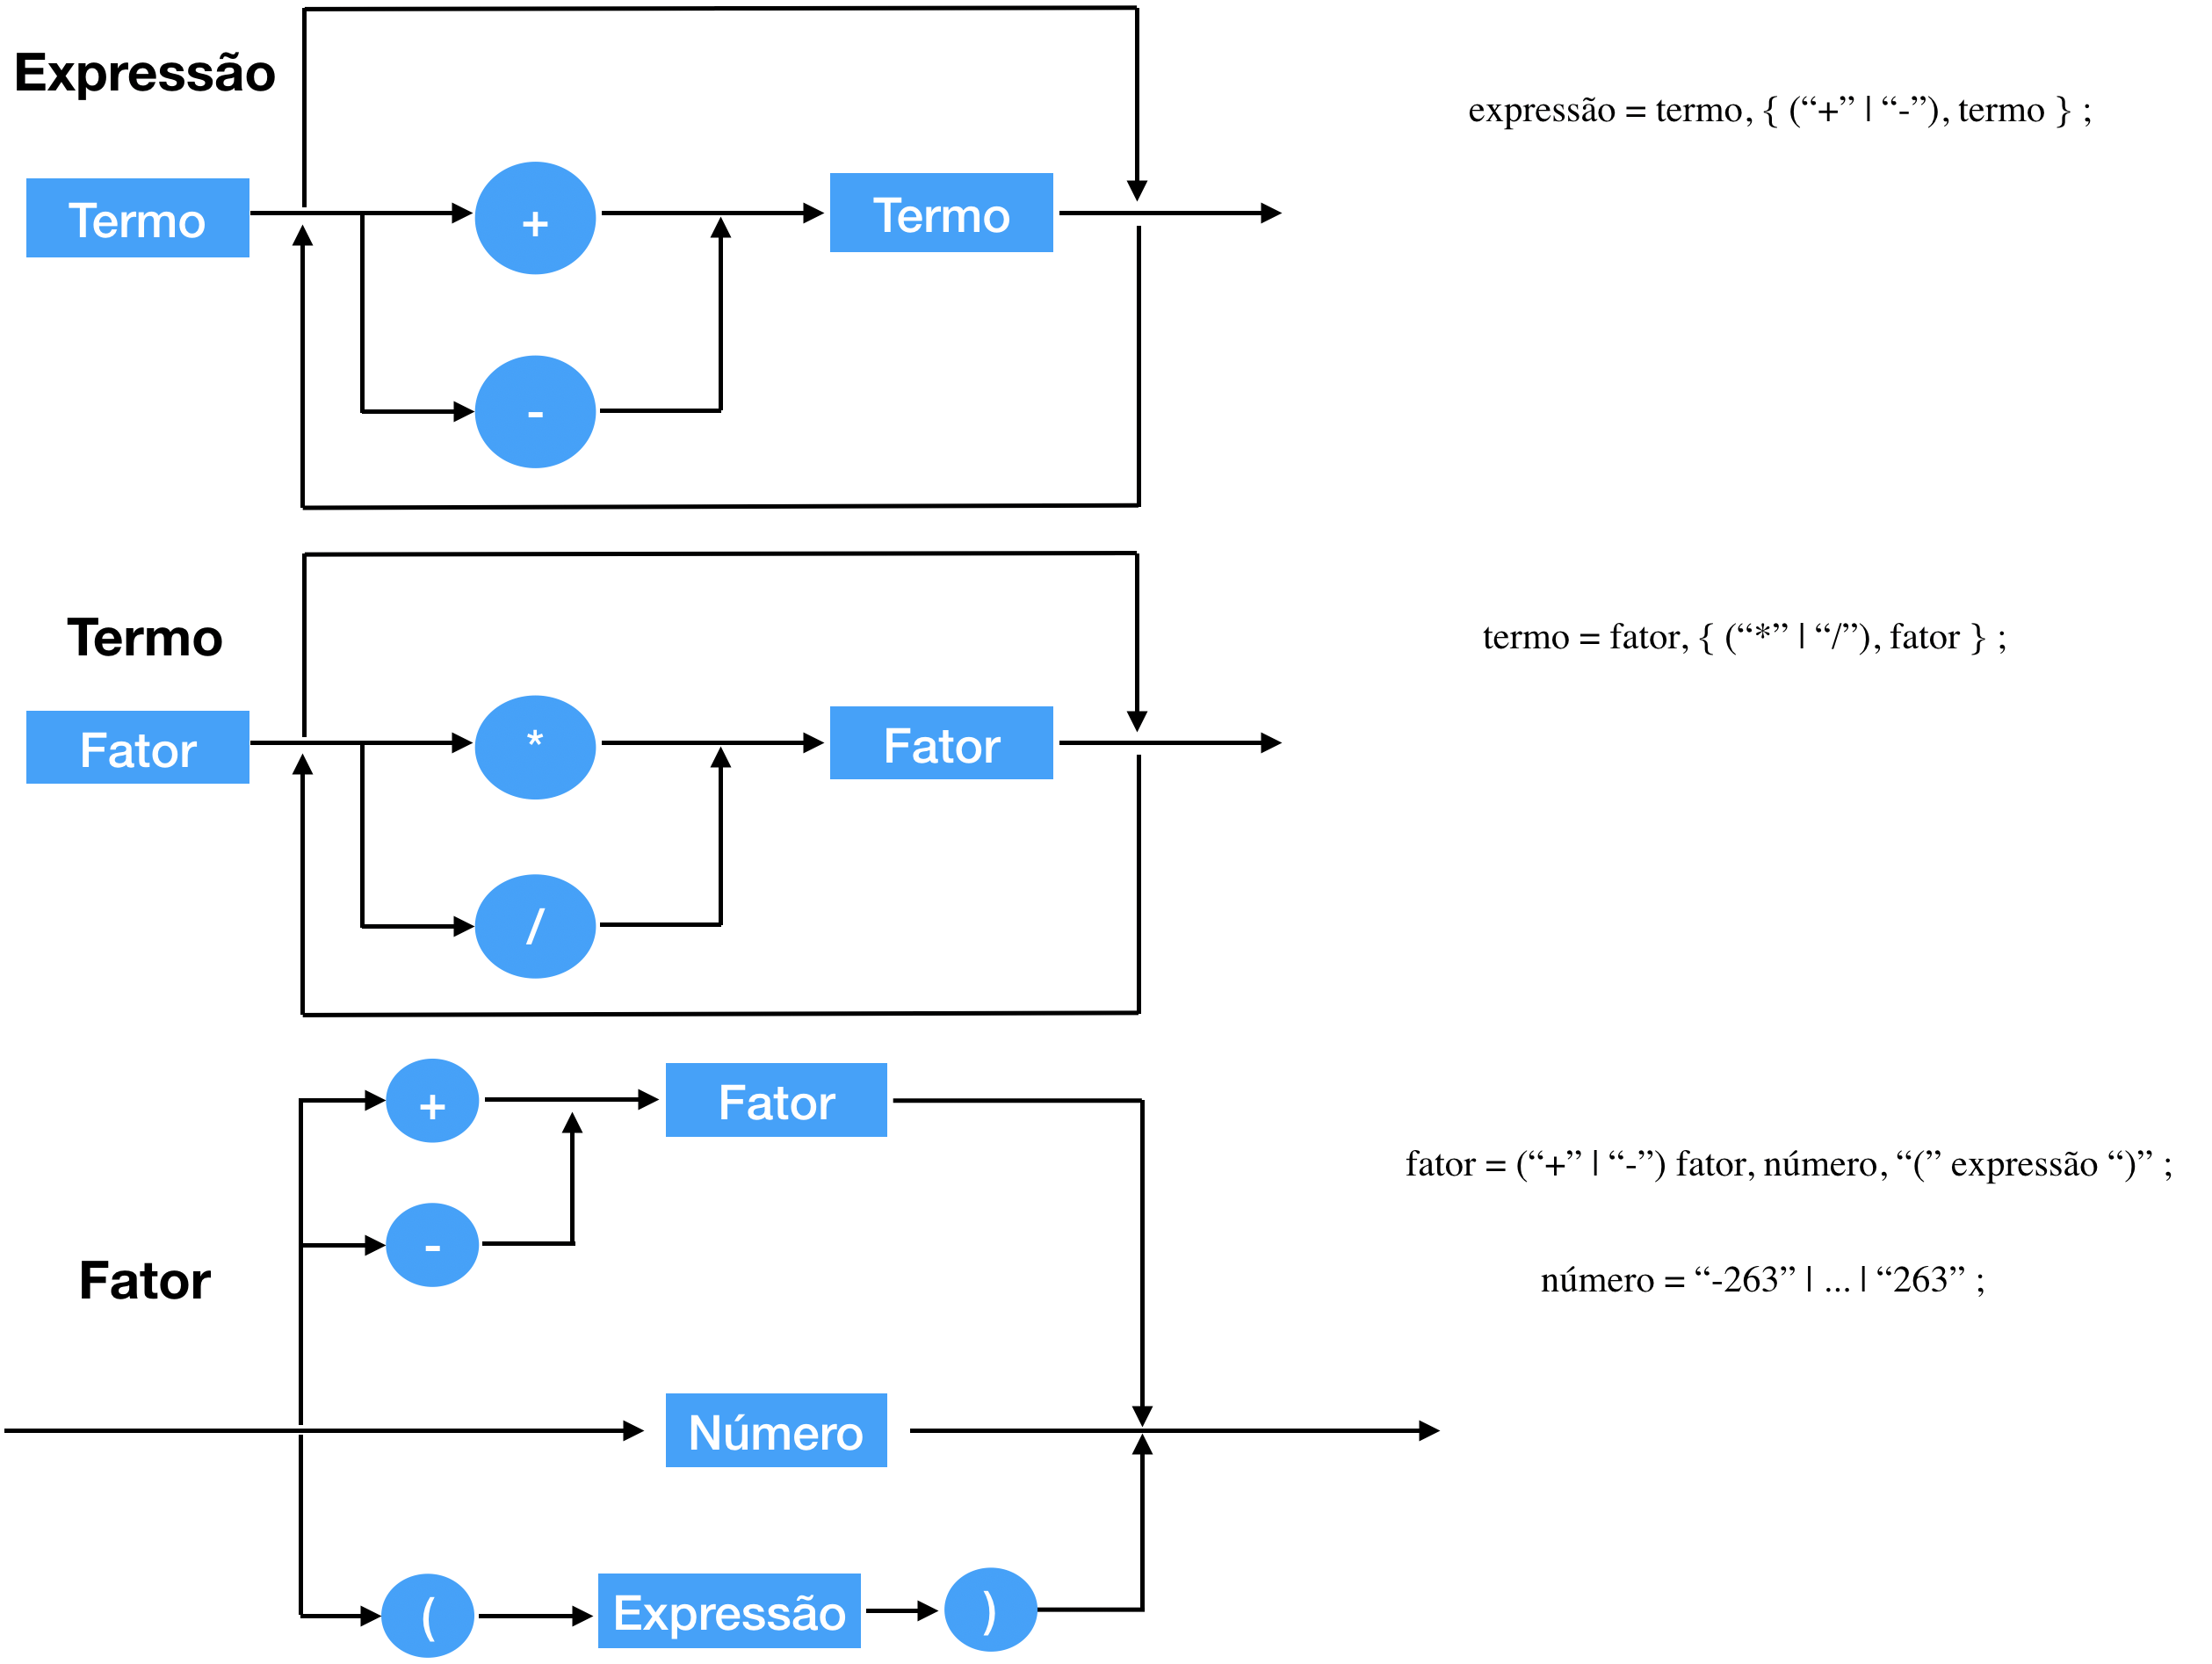 Expressão
expressão = termo, { (“+” | “-”), termo } ;
Termo
+
Termo
-
Termo
termo = fator, { (“*” | “/”), fator } ;
Fator
*
Fator
/
+
Fator
fator = (“+” | “-”) fator, número, “(” expressão “)” ;
-
Fator
número = “-263” | ... | “263” ;
Número
(
Expressão
)